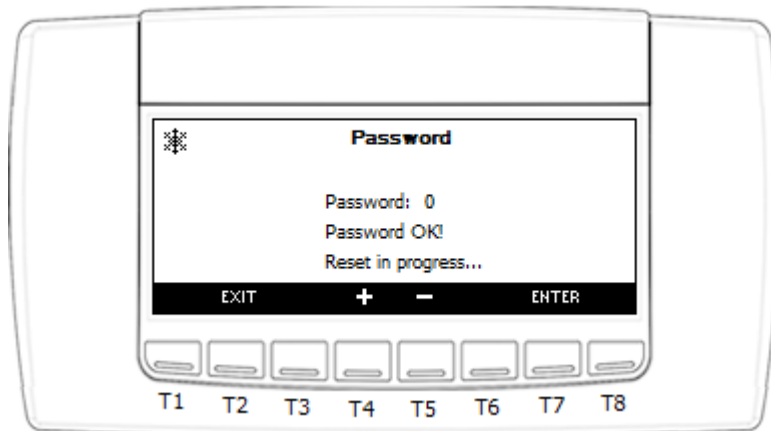 Password
Password: 0
Password OK!
Reset in progress...
EXIT + - ENTER
T1 T2 T3 T4 T5 T6 T7 T8